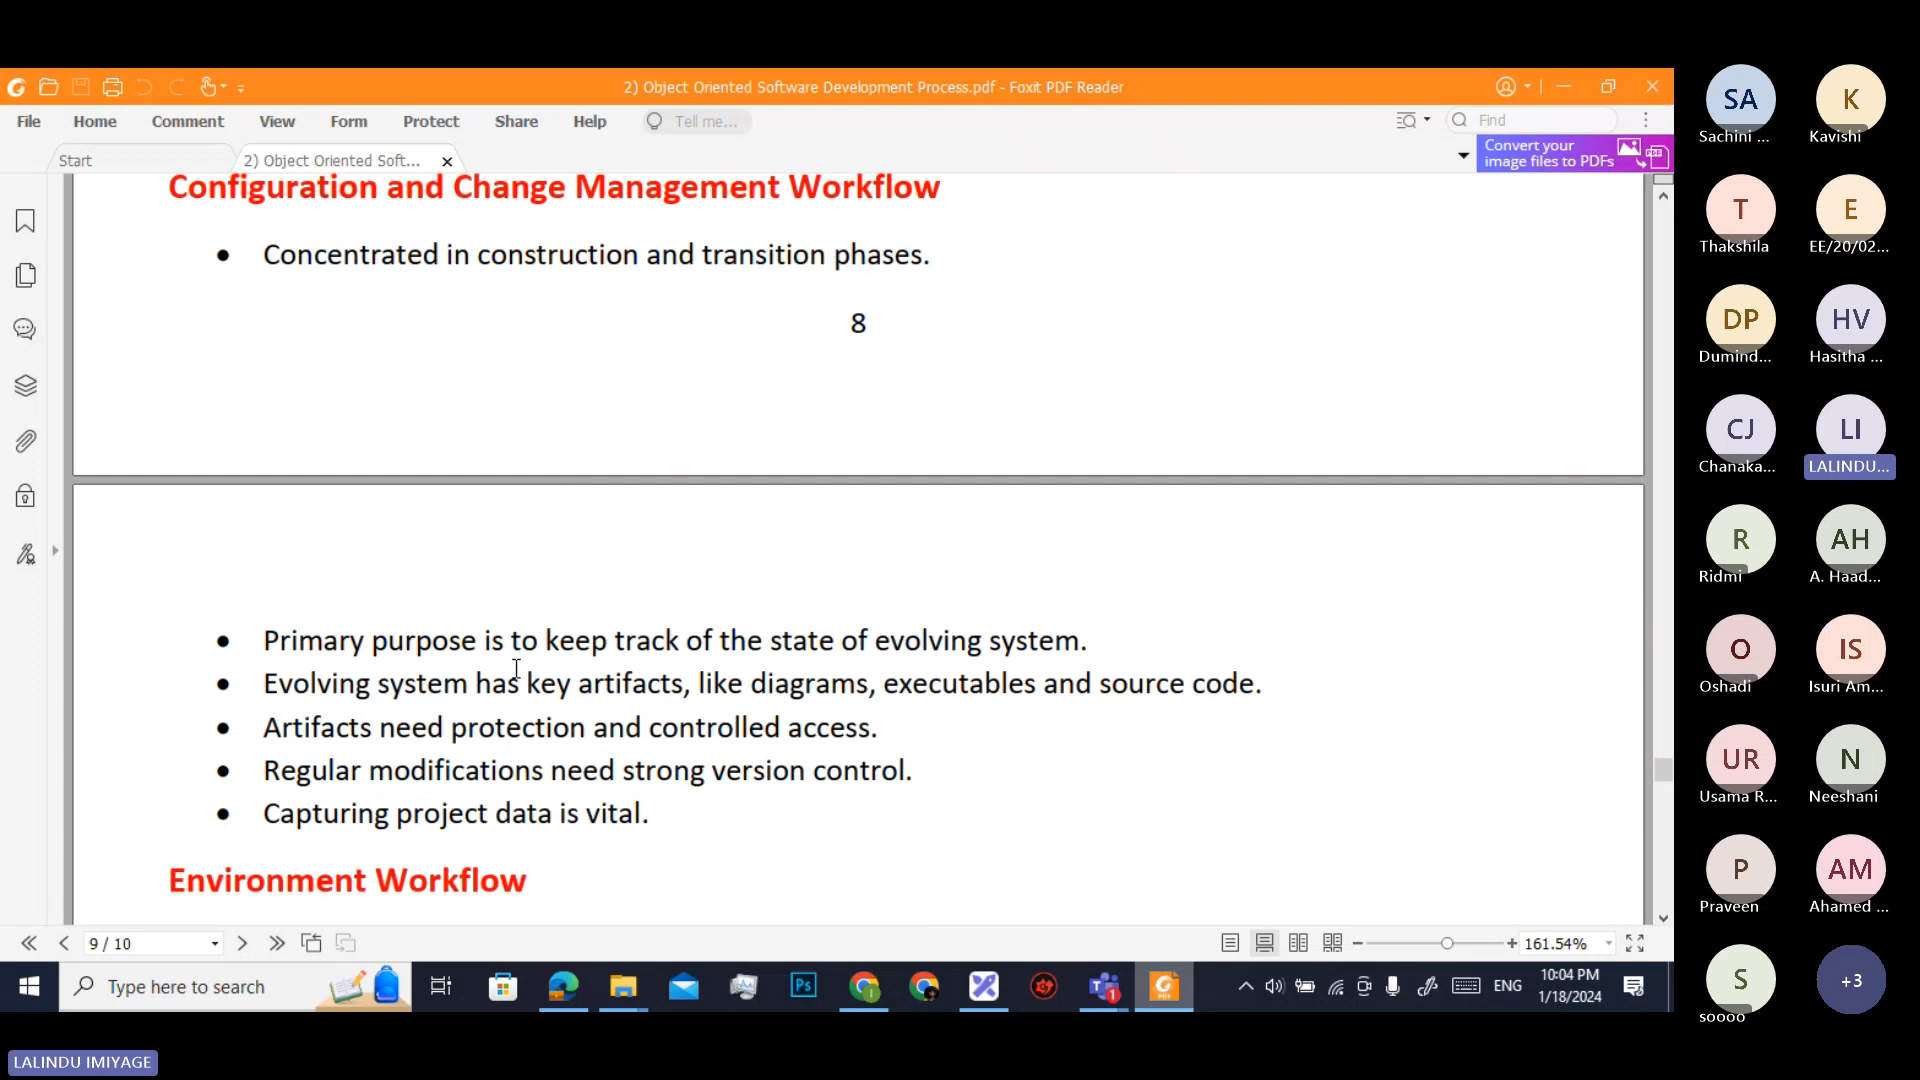 2) Object Oriented Software Development Process.pdf - Foxit PDF Reader
File Home Comment View Form Protect Share Help Tell me... Find
Start 2) Object Oriented Soft... Convert your image files to PDFs
Configuration and Change Management Workflow
• Concentrated in construction and transition phases.
8
• Primary purpose is to keep track of the state of evolving system.
• Evolving system has key artifacts, like diagrams, executables and source code.
• Artifacts need protection and controlled access.
• Regular modifications need strong version control.
• Capturing project data is vital.
Environment Workflow
9 / 10 161.54%
Type here to search Ps 1 ENG 10:04 PM
1/18/2024
SA K
Sachini ... Kavishi
T E
Thakshila EE/20/02...
DP HV
Dumind... Hasitha ...
CJ LI
Chanaka... LALINDU...
R AH
Ridmi A. Haad...
O IS
Oshadi Isuri Am...
UR N
Usama R... Neeshani
P AM
Praveen Ahamed ...
S +3
soooo
LALINDU IMIYAGE